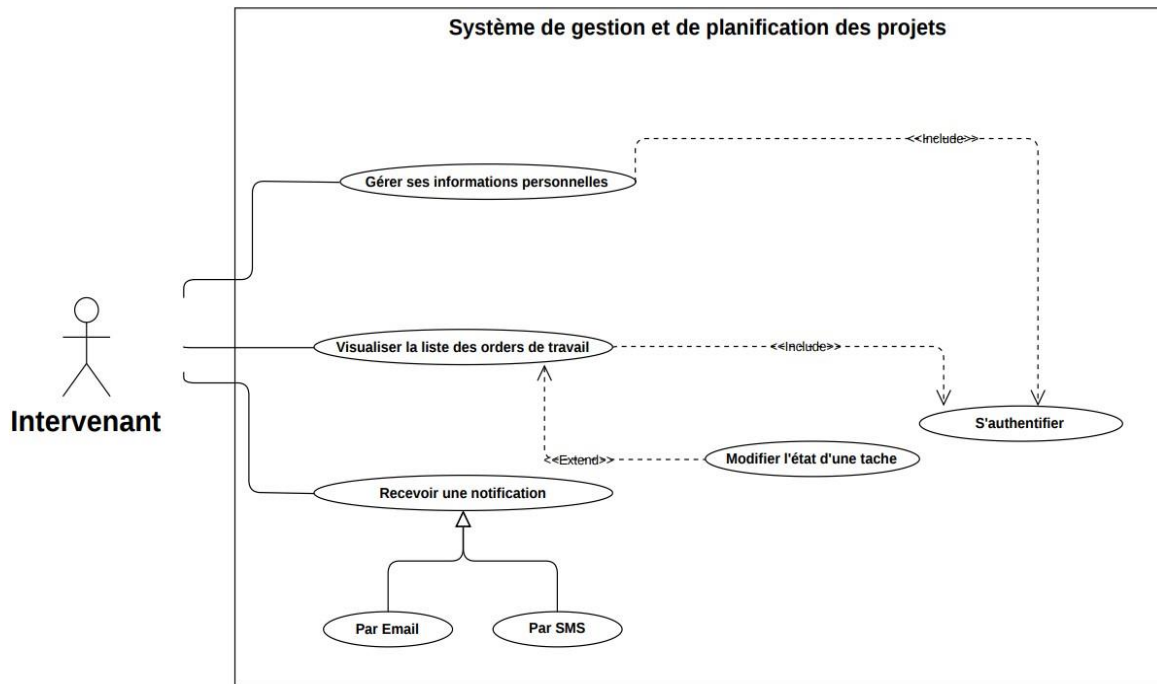 Système de gestion et de planification des projets
<<Include>>
Gérer ses informations personnelles
Visualiser la liste des orders de travail
<<Include>>
Intervenant
S'authentifier
<<Extend>>
Modifier l'état d'une tache
Recevoir une notification
Par Email
Par SMS